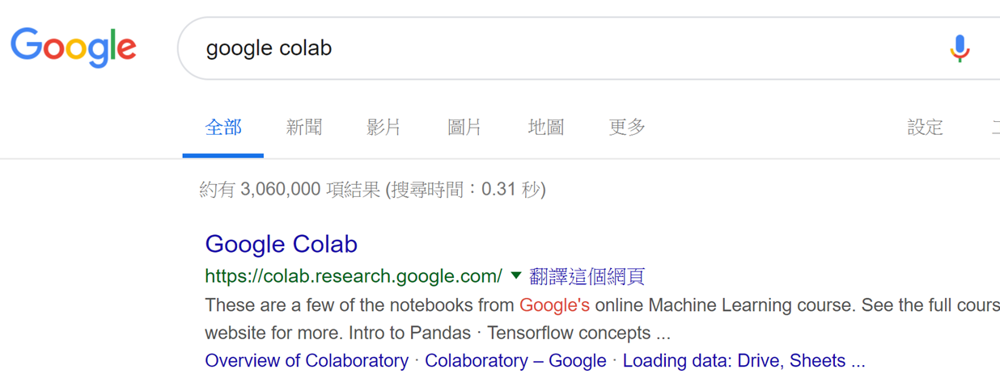 Google
google colab
全部 新聞 影片 圖片 地圖 更多 設定
約有 3,060,000 項結果 (搜尋時間：0.31 秒)
Google Colab
https://colab.research.google.com/ ▼ 翻譯這個網頁
These are a few of the notebooks from Google's online Machine Learning course. See the full cours
website for more. Intro to Pandas · Tensorflow concepts ...
Overview of Colaboratory · Colaboratory – Google · Loading data: Drive, Sheets ...